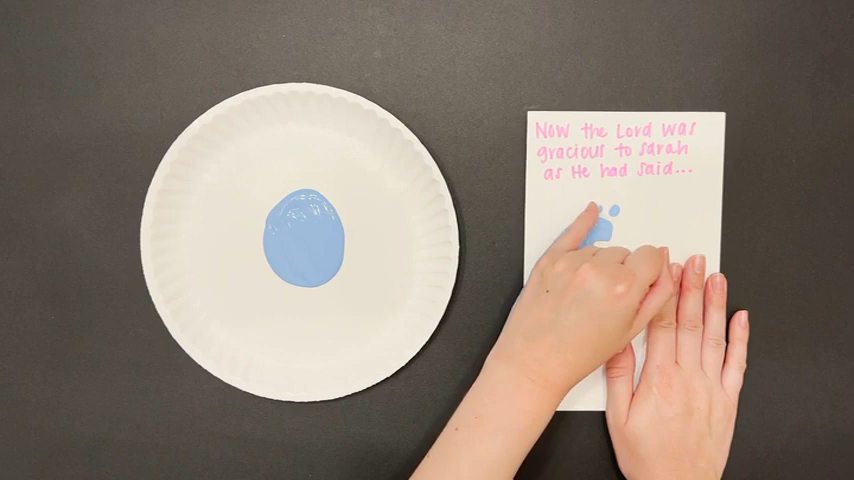 Now the Lord was
gracious to sarah
as He had said...